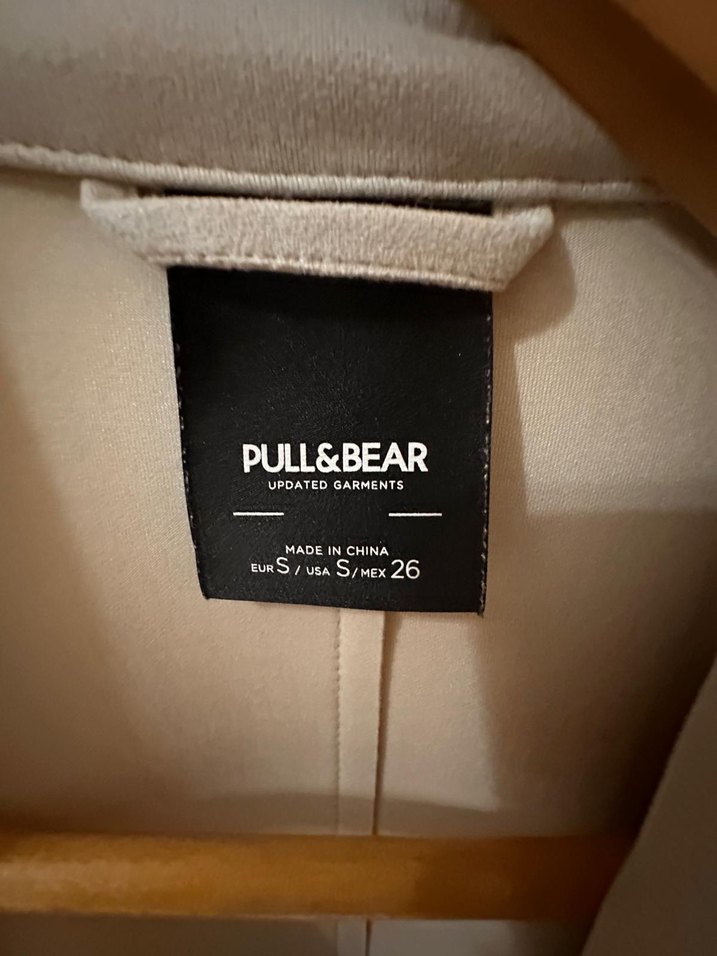 PULL&BEAR
UPDATED GARMENTS
MADE IN CHINA
EUR S / USA S/MEX 26